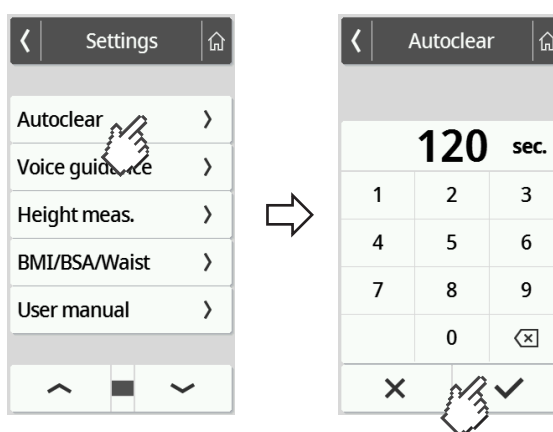 Settings
Autoclear
Voice guidance
Height meas.
BMI/BSA/Waist
User manual
Autoclear
120 sec.
1 2 3
4 5 6
7 8 9
0